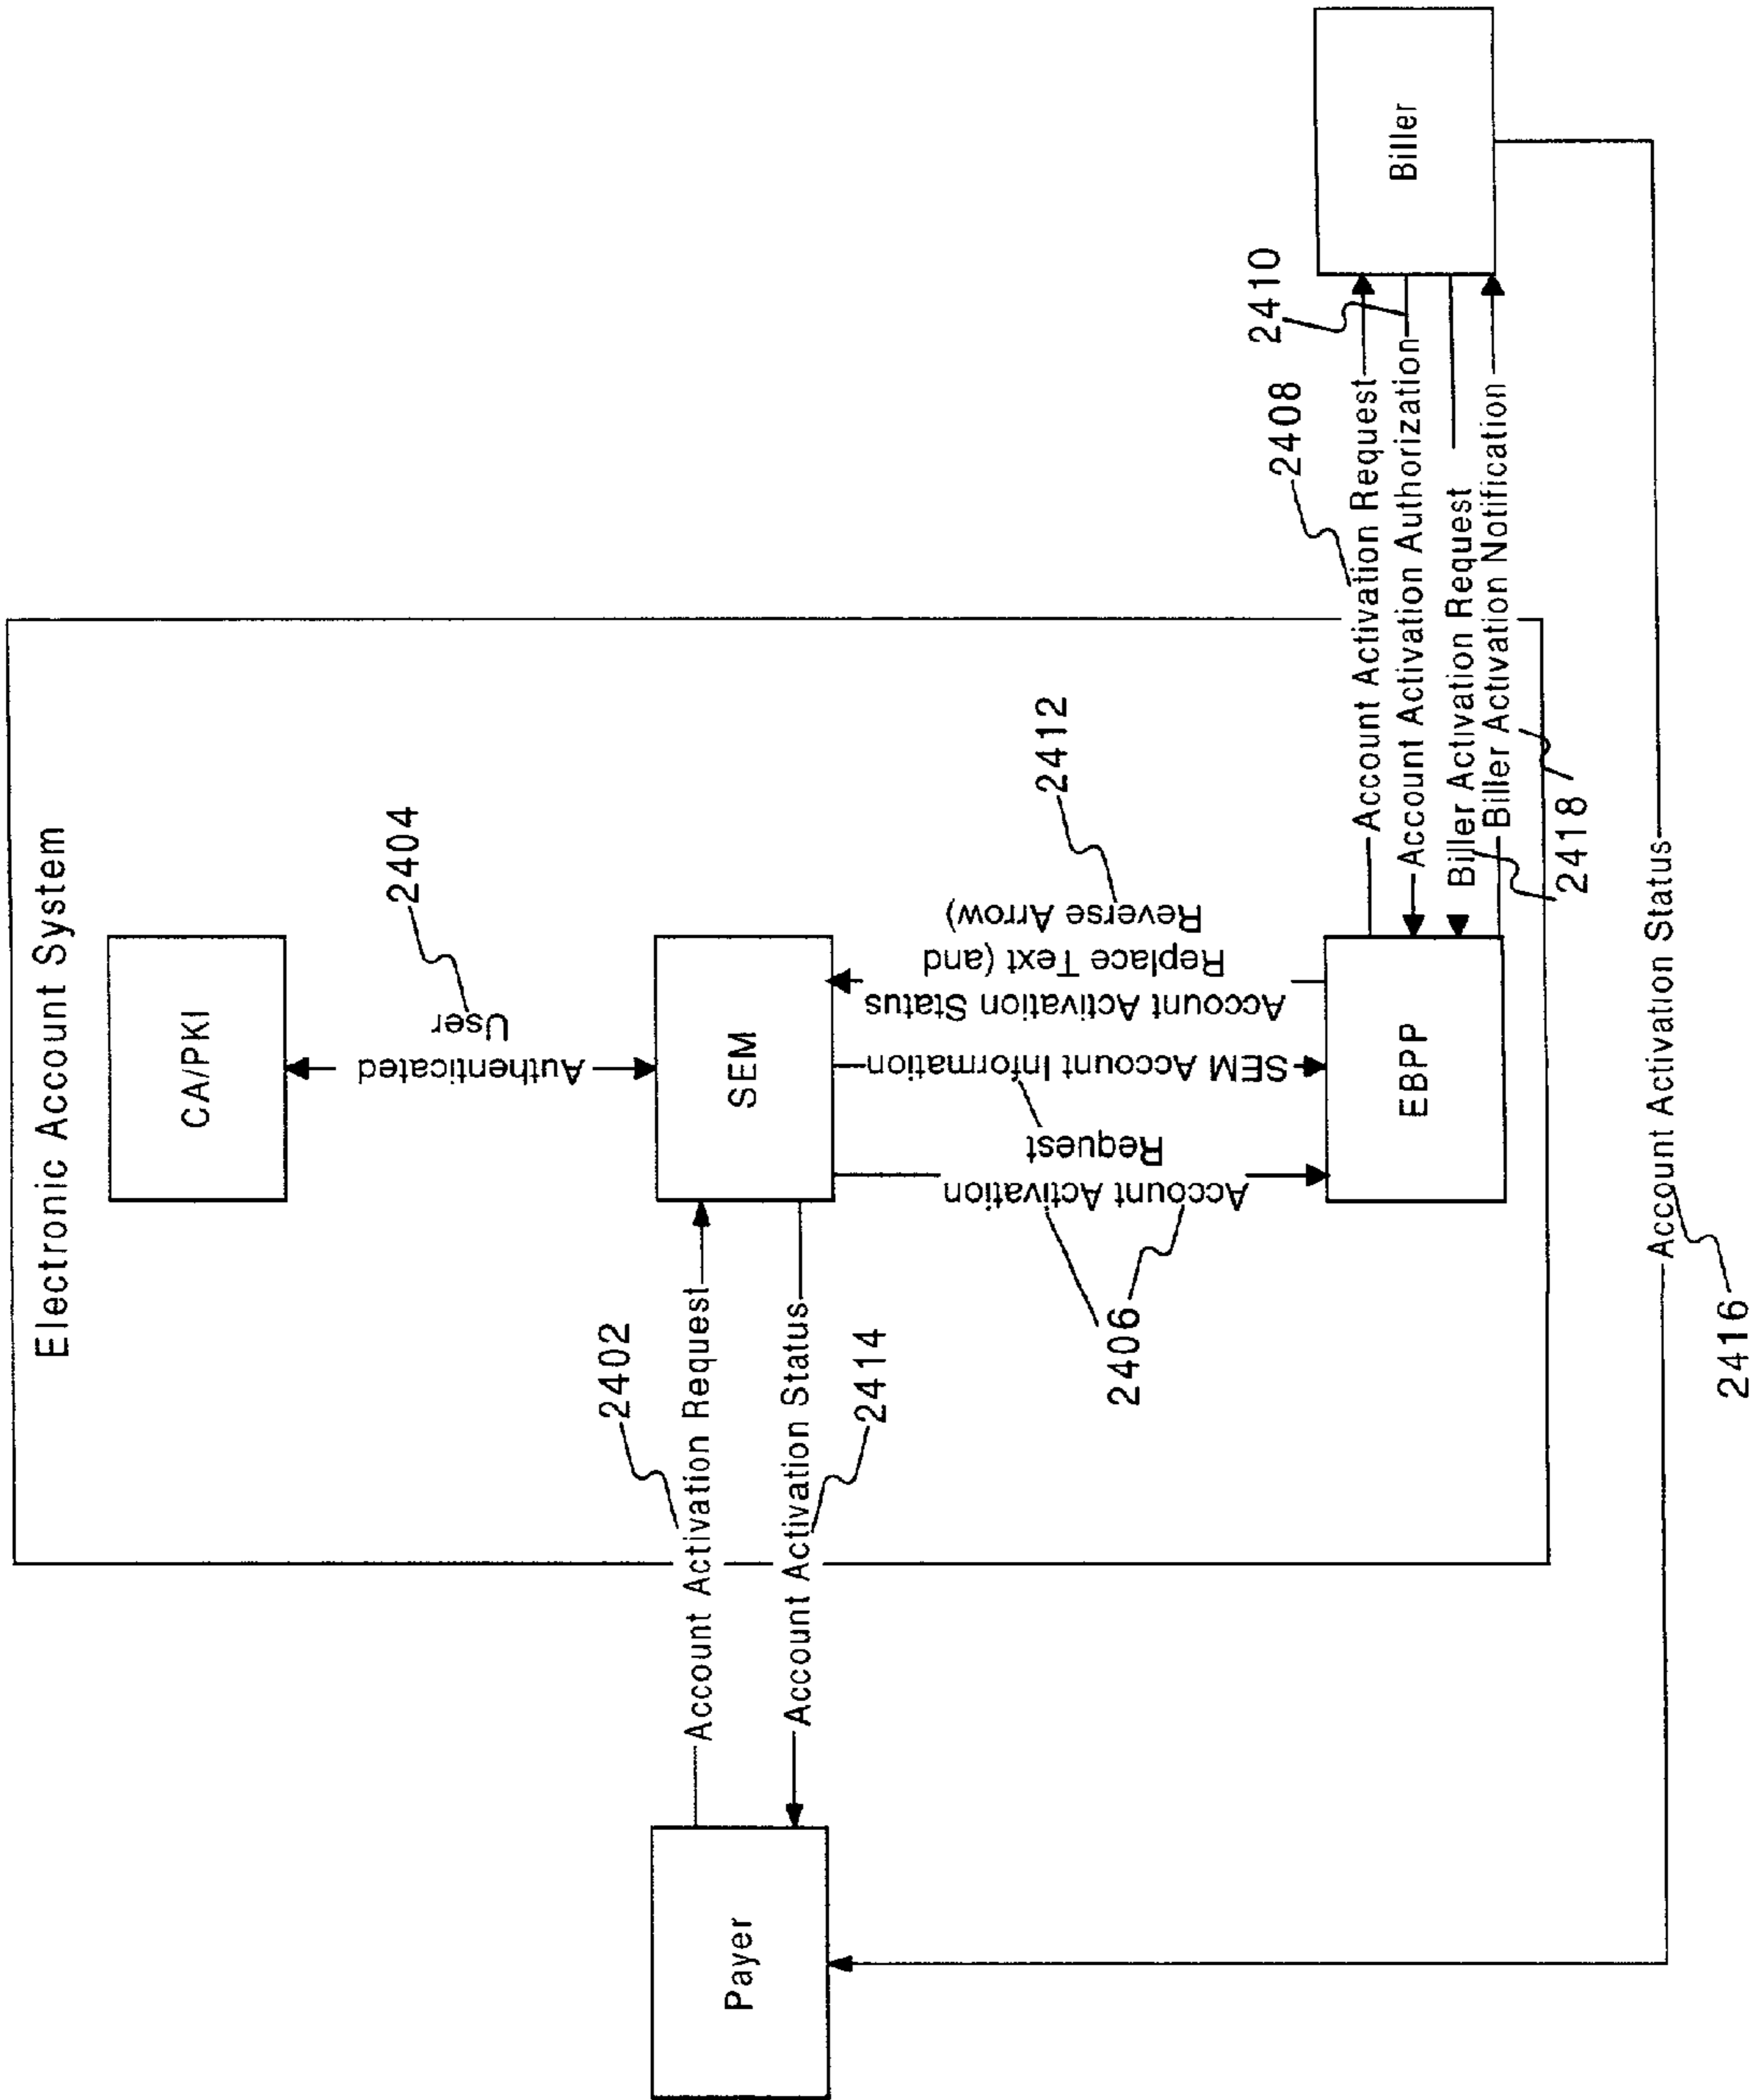 Electronic Account System
CA/PKI
2404
Authenticated
User
Payer
2402
Account Activation Request
Account Activation Status
2414
SEM
2406
Account Activation
Request
SEM Account Information
Account Activation Status
Replace Text (and
Reverse Arrow)
2412
EBPP
2408
2410
Account Activation Request
Account Activation Authorization
Biller Activation Request
Biller Activation Notification
2418
Biller
Account Activation Status
2416